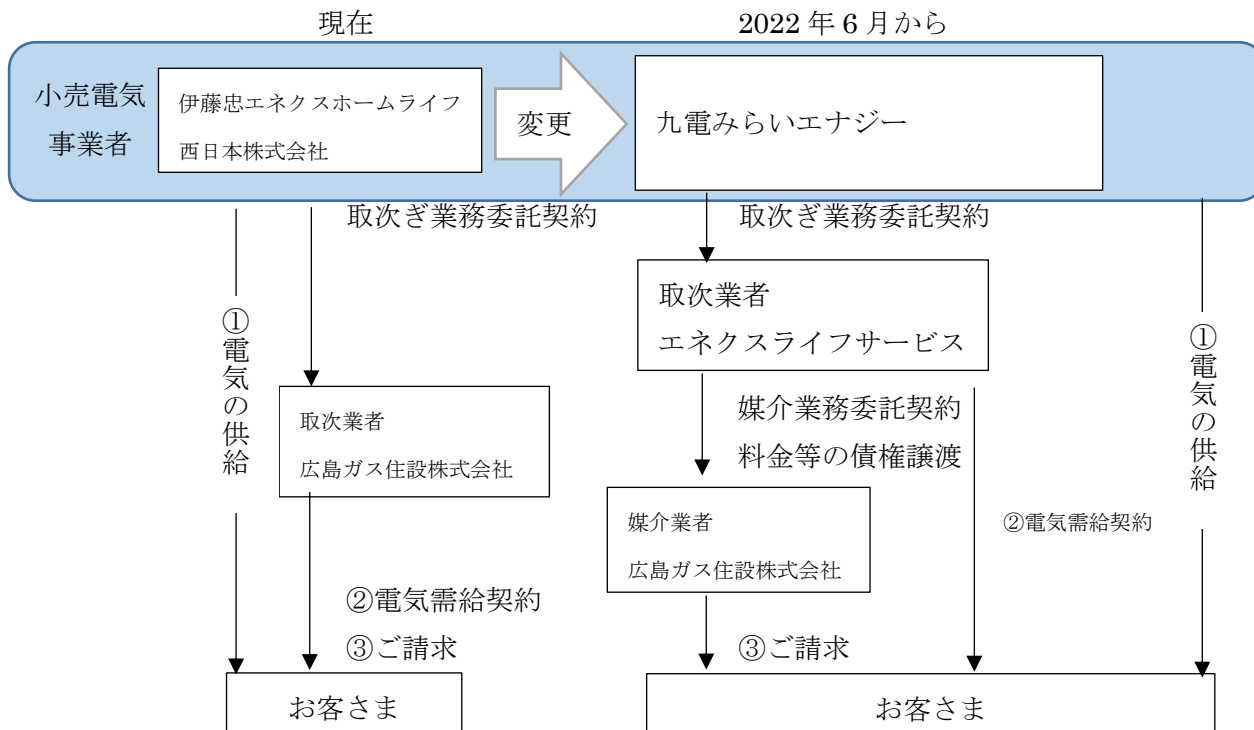 現在
2022 年 6 月から
小売電気
事業者
伊藤忠エネクスホームライフ
西日本株式会社
変更
九電みらいエナジー
取次ぎ業務委託契約
取次ぎ業務委託契約
取次業者
エネクスライフサービス
①電気の供給
取次業者
広島ガス住設株式会社
媒介業務委託契約
料金等の債権譲渡
①電気の供給
媒介業者
広島ガス住設株式会社
②電気需給契約
②電気需給契約
③ご請求
③ご請求
お客さま
お客さま